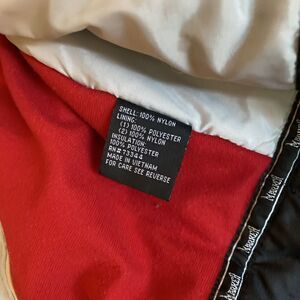 SHELL: 100% NYLON
LINING:
(1) 100% POLYESTER
(2) 100% NYLON
INSULATION:
100% POLYESTER
RN#73344
MADE IN VIETNAM
FOR CARE SEE REVERSE